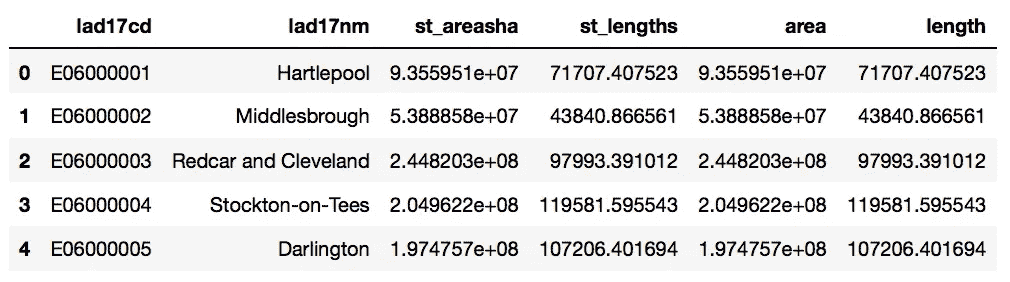 lad17cd lad17nm st_areasha st_lengths area length
0 E06000001 Hartlepool 9.355951e+07 71707.407523 9.355951e+07 71707.407523
1 E06000002 Middlesbrough 5.388858e+07 43840.866561 5.388858e+07 43840.866561
2 E06000003 Redcar and Cleveland 2.448203e+08 97993.391012 2.448203e+08 97993.391012
3 E06000004 Stockton-on-Tees 2.049622e+08 119581.595543 2.049622e+08 119581.595543
4 E06000005 Darlington 1.974757e+08 107206.401694 1.974757e+08 107206.401694